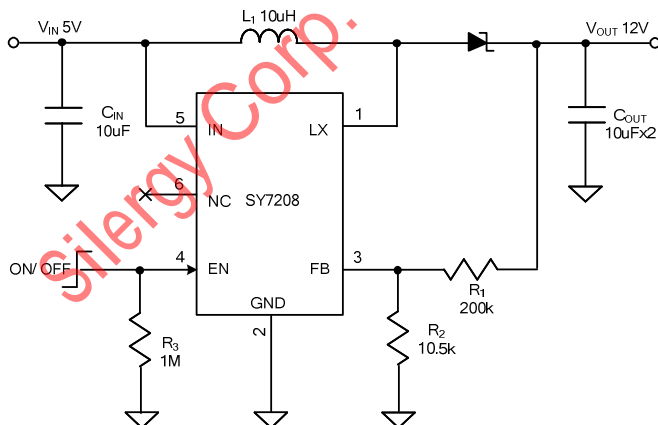 L1 10uH
VIN 5V
VOUT 12V
CIN
10uF
COUT
10uFx2
5
IN
LX
1
6
NC
SY7208
ON/ OFF
4
EN
FB
3
GND
2
R1
200k
R2
10.5k
R3
1M
Silergy Corp.